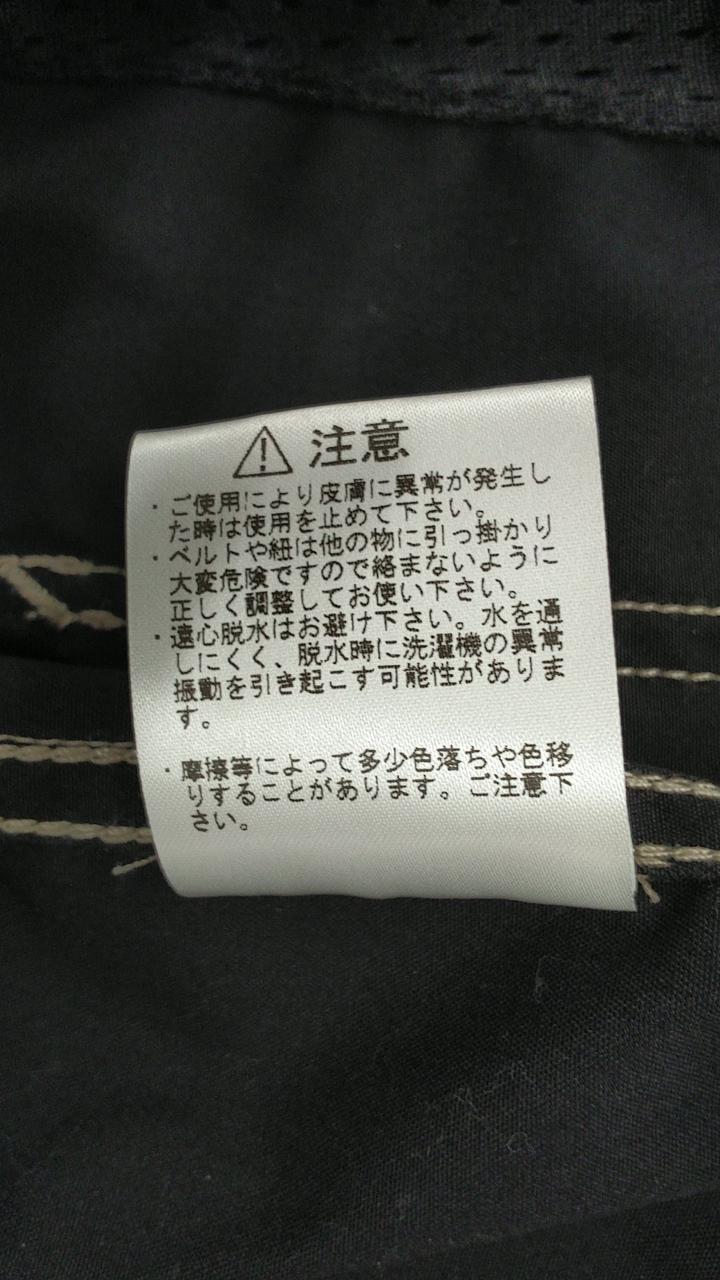 注意
・ご使用により皮膚に異常が発生し
た時は使用を止めて下さい。
・ベルトや紐は他の物に引っ掛かり
大変危険ですので絡まないように
正しく調整してお使い下さい。
・遠心脱水はお避け下さい。水を通
しにくく、脱水時に洗濯機の異常
振動を引き起こす可能性がありま
す。
・摩擦等によって多少色落ちや色移
りすることがあります。ご注意下
さい。